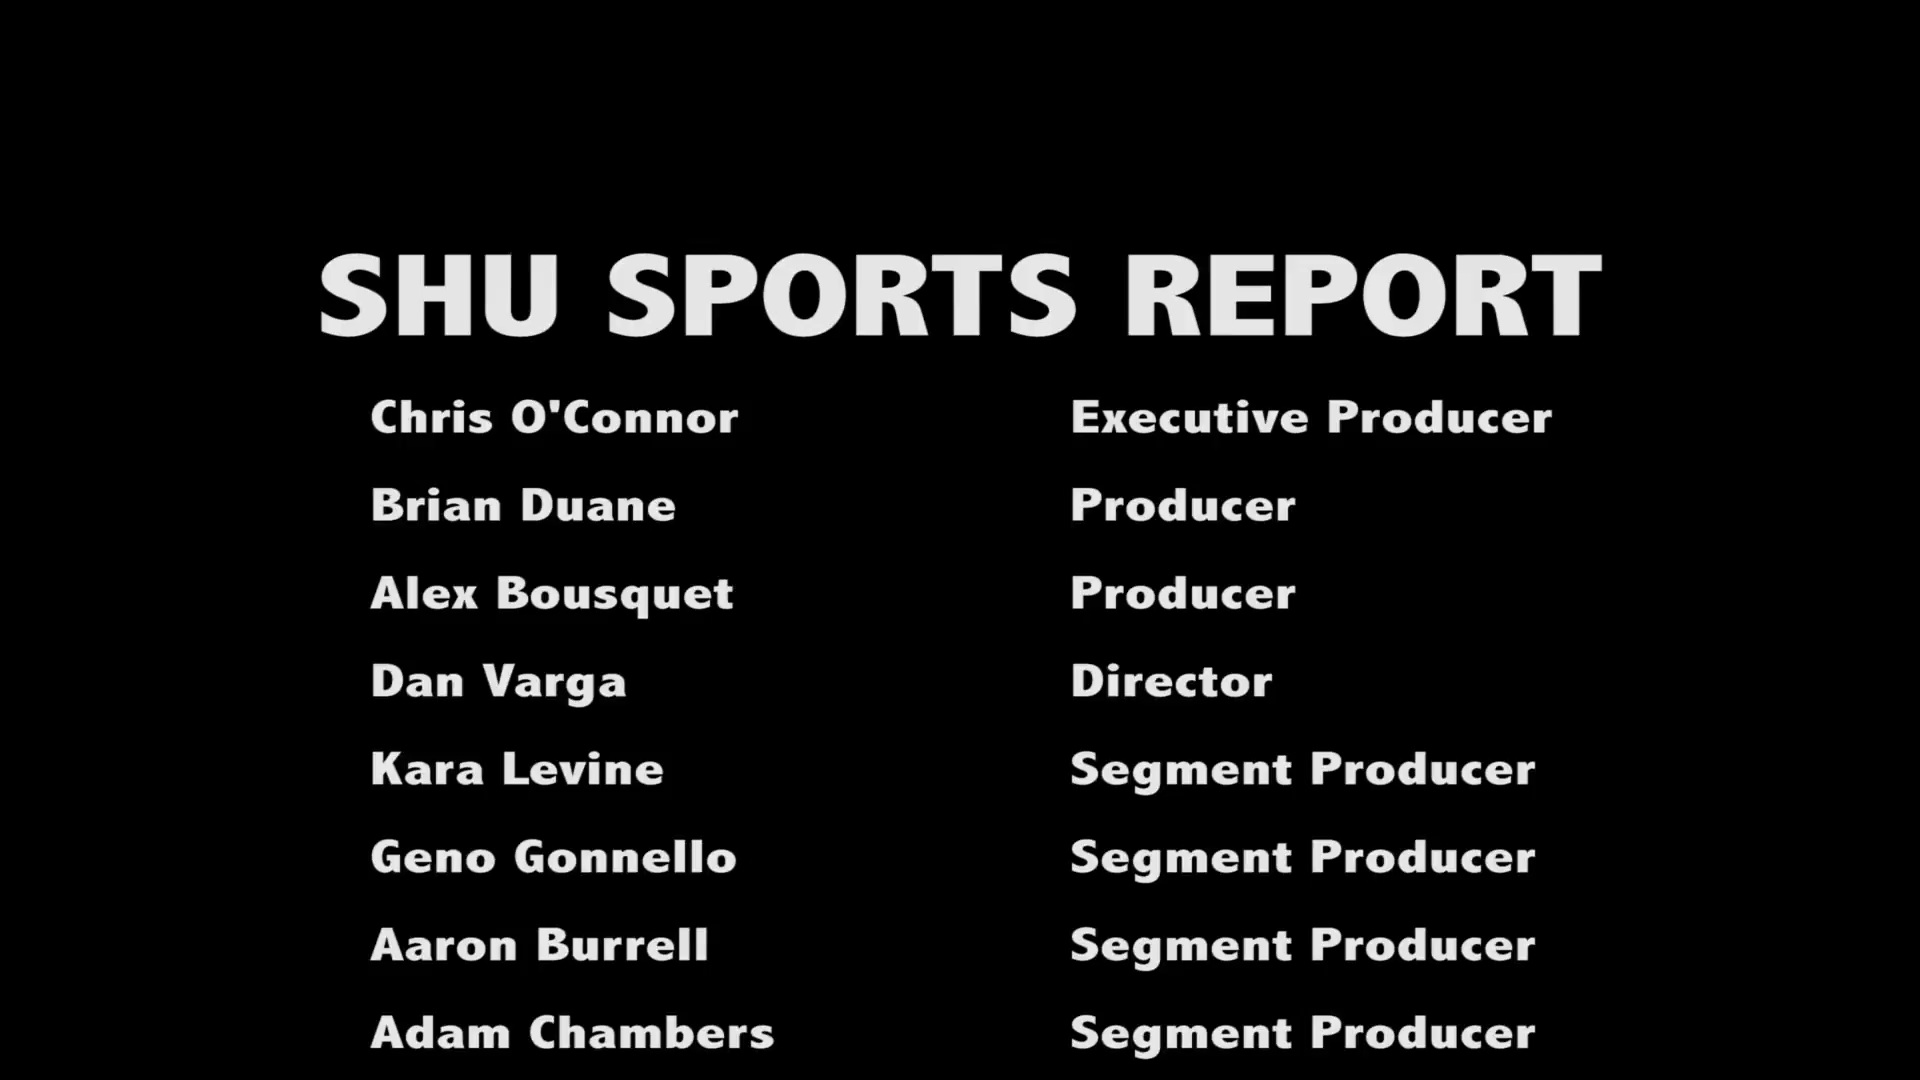 SHU SPORTS REPORT
Chris O'Connor Executive Producer
Brian Duane Producer
Alex Bousquet Producer
Dan Varga Director
Kara Levine Segment Producer
Geno Gonnello Segment Producer
Aaron Burrell Segment Producer
Adam Chambers Segment Producer